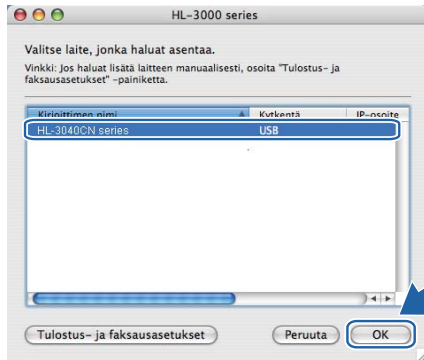 HL-3000 series
Valitse laite, jonka haluat asentaa.
Vinkki: Jos haluat lisätä laitteen manuaalisesti, osoita "Tulostus- ja
faksausasetukset" -painiketta.
Kirjoittimen nimi Kytkentä IP-osoite
HL-3040CN series USB
Tulostus- ja faksausasetukset Peruuta OK